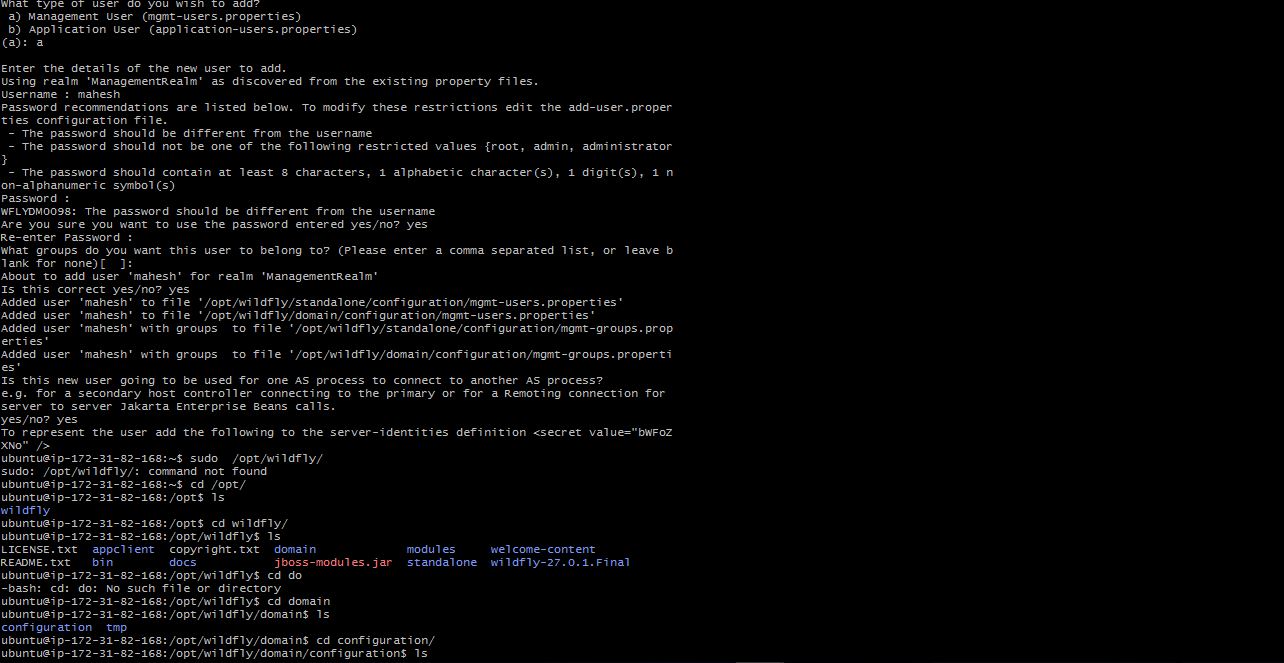 What type of user do you wish to add?
 a) Management User (mgmt-users.properties)
 b) Application User (application-users.properties)
(a): a

Enter the details of the new user to add.
Using realm 'ManagementRealm' as discovered from the existing property files.
Username : mahesh
Password recommendations are listed below. To modify these restrictions edit the add-user.proper
ties configuration file.
 - The password should be different from the username
 - The password should not be one of the following restricted values {root, admin, administrator
}
 - The password should contain at least 8 characters, 1 alphabetic character(s), 1 digit(s), 1 n
on-alphanumeric symbol(s)
Password :
WFLYDM0098: The password should be different from the username
Are you sure you want to use the password entered yes/no? yes
Re-enter Password :
What groups do you want this user to belong to? (Please enter a comma separated list, or leave b
lank for none)[  ]:
About to add user 'mahesh' for realm 'ManagementRealm'
Is this correct yes/no? yes
Added user 'mahesh' to file '/opt/wildfly/standalone/configuration/mgmt-users.properties'
Added user 'mahesh' to file '/opt/wildfly/domain/configuration/mgmt-users.properties'
Added user 'mahesh' with groups  to file '/opt/wildfly/standalone/configuration/mgmt-groups.prop
erties'
Added user 'mahesh' with groups  to file '/opt/wildfly/domain/configuration/mgmt-groups.properti
es'
Is this new user going to be used for one AS process to connect to another AS process?
e.g. for a secondary host controller connecting to the primary or for a Remoting connection for
server to server Jakarta Enterprise Beans calls.
yes/no? yes
To represent the user add the following to the server-identities definition <secret value="bWFoZ
XNo" />
ubuntu@ip-172-31-82-168:~$ sudo  /opt/wildfly/
sudo: /opt/wildfly/: command not found
ubuntu@ip-172-31-82-168:~$ cd /opt/
ubuntu@ip-172-31-82-168:/opt$ ls
wildfly
ubuntu@ip-172-31-82-168:/opt$ cd wildfly/
ubuntu@ip-172-31-82-168:/opt/wildfly$ ls
LICENSE.txt  appclient  copyright.txt  domain             modules     welcome-content
README.txt   bin        docs           jboss-modules.jar  standalone  wildfly-27.0.1.Final
ubuntu@ip-172-31-82-168:/opt/wildfly$ cd do
-bash: cd: do: No such file or directory
ubuntu@ip-172-31-82-168:/opt/wildfly$ cd domain
ubuntu@ip-172-31-82-168:/opt/wildfly/domain$ ls
configuration  tmp
ubuntu@ip-172-31-82-168:/opt/wildfly/domain$ cd configuration/
ubuntu@ip-172-31-82-168:/opt/wildfly/domain/configuration$ ls